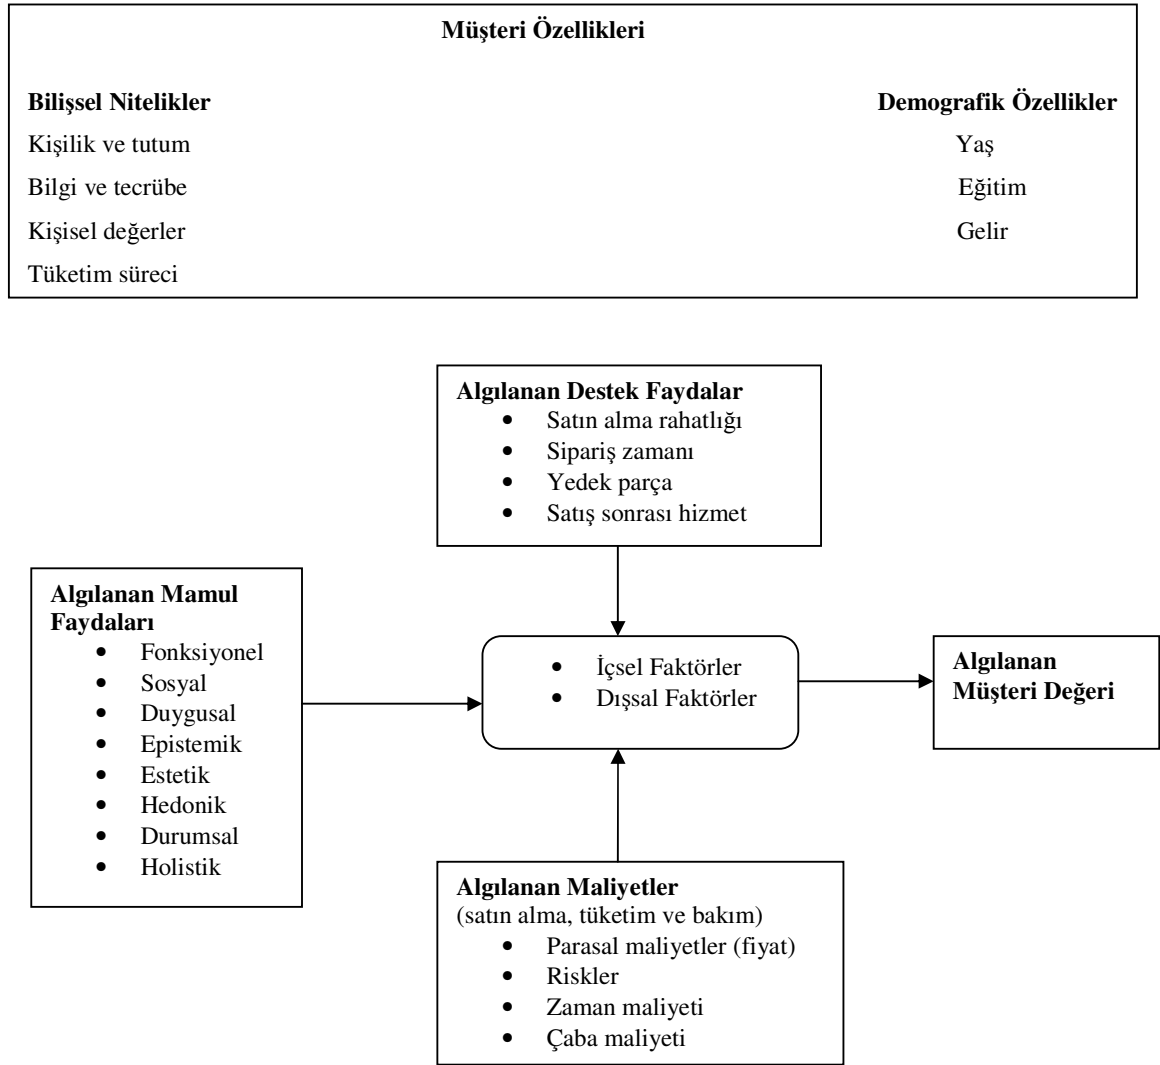 Müşteri Özellikleri
Bilişsel Nitelikler
Demografik Özellikler
Kişilik ve tutum
Yaş
Bilgi ve tecrübe
Eğitim
Kişisel değerler
Gelir
Tüketim süreci
Algılanan Destek Faydalar
• Satın alma rahatlığı
• Sipariş zamanı
• Yedek parça
• Satış sonrası hizmet
Algılanan Mamul
Faydaları
• Fonksiyonel
• Sosyal
• Duygusal
• Epistemik
• Estetik
• Hedonik
• Durumsal
• Holistik
• İçsel Faktörler
• Dışsal Faktörler
Algılanan
Müşteri Değeri
Algılanan Maliyetler
(satın alma, tüketim ve bakım)
• Parasal maliyetler (fiyat)
• Riskler
• Zaman maliyeti
• Çaba maliyeti